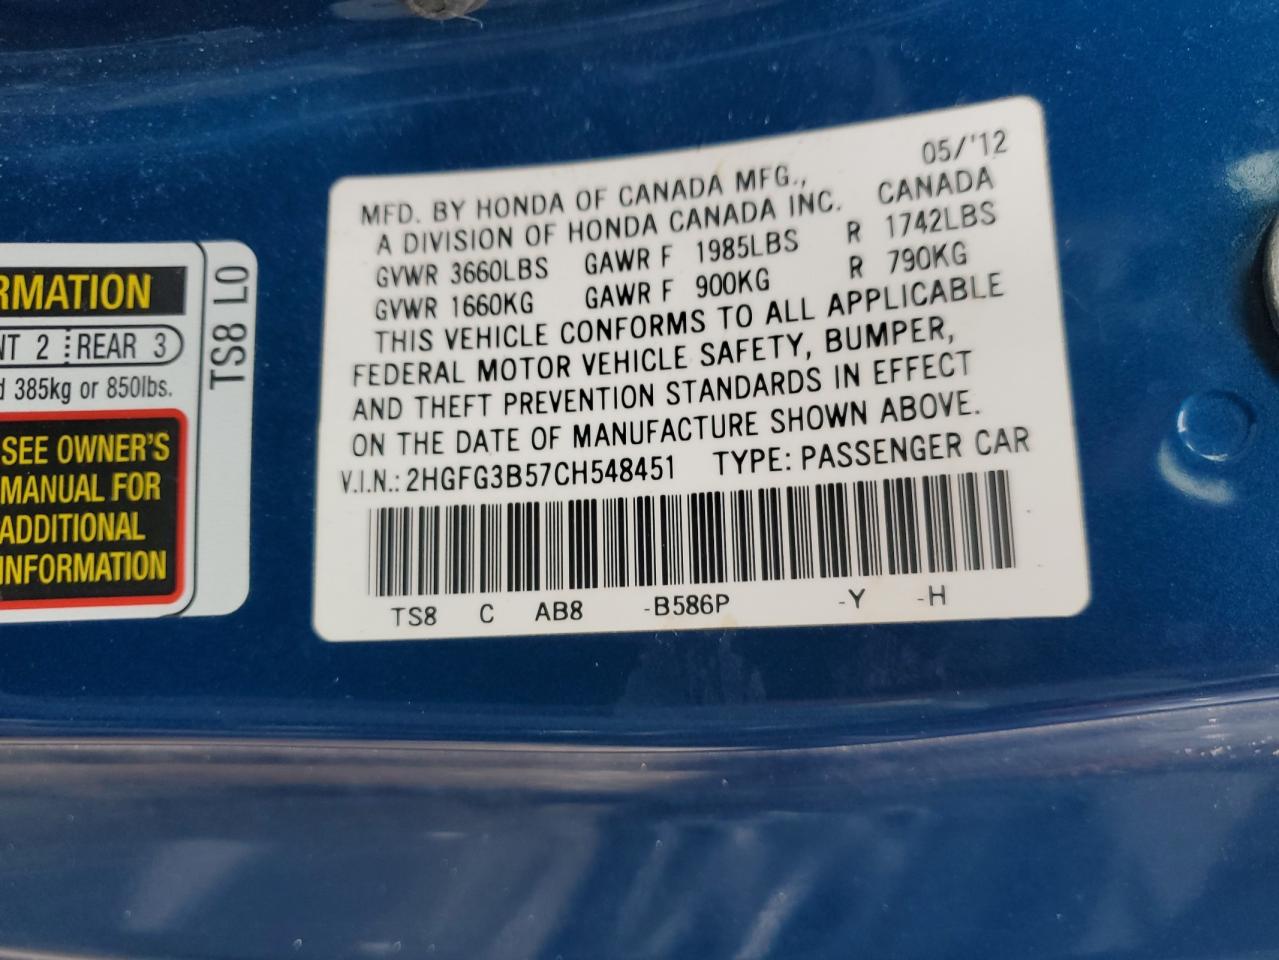 RMATION
NT 2 REAR 3
385kg or 850lbs.
SEE OWNER'S
MANUAL FOR
ADDITIONAL
INFORMATION
TS8 L0
05/'12
MFD. BY HONDA OF CANADA MFG.,
A DIVISION OF HONDA CANADA INC. CANADA
GVWR 3660LBS GAWR F 1985LBS R 1742LBS
GVWR 1660KG GAWR F 900KG R 790KG
THIS VEHICLE CONFORMS TO ALL APPLICABLE
FEDERAL MOTOR VEHICLE SAFETY, BUMPER,
AND THEFT PREVENTION STANDARDS IN EFFECT
ON THE DATE OF MANUFACTURE SHOWN ABOVE.
V.I.N.: 2HGFG3B57CH548451 TYPE: PASSENGER CAR
TS8 C AB8 -B586P -Y -H